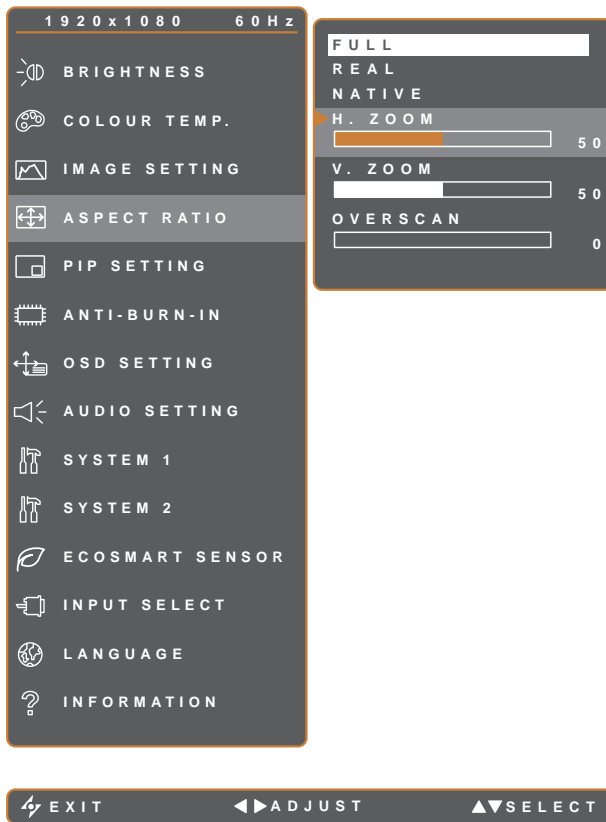 1920x1080 60Hz
BRIGHTNESS
COLOUR TEMP.
IMAGE SETTING
ASPECT RATIO
PIP SETTING
ANTI-BURN-IN
OSD SETTING
AUDIO SETTING
SYSTEM 1
SYSTEM 2
ECOSMART SENSOR
INPUT SELECT
LANGUAGE
INFORMATION
FULL
REAL
NATIVE
H. ZOOM
50
V. ZOOM
50
OVERSCAN
0
EXIT ADJUST SELECT